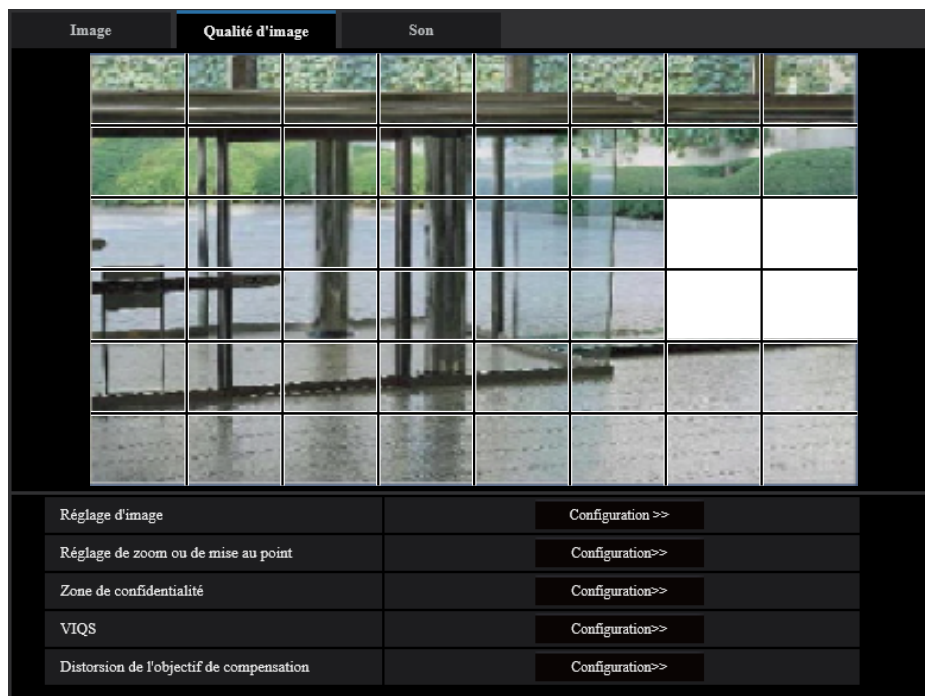 Image
Qualité d'image
Son
Réglage d'image
Configuration >>
Réglage de zoom ou de mise au point
Configuration>>
Zone de confidentialité
Configuration>>
VIQS
Configuration>>
Distorsion de l'objectif de compensation
Configuration>>